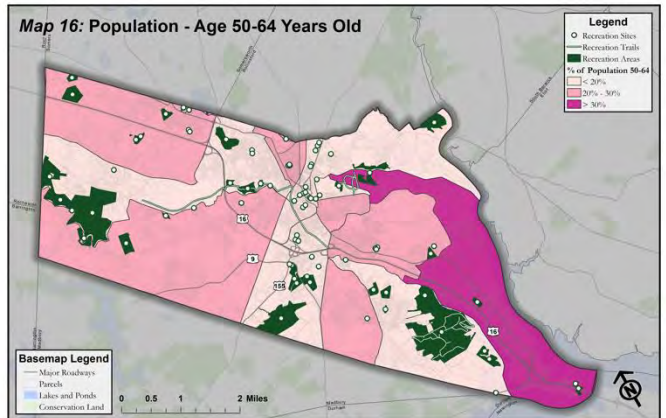 Map 16: Population - Age 50-64 Years Old
Legend
Recreation Sites
Recreation Trails
Recreation Areas
% of Population 50-64
< 20%
20% - 30%
> 30%
16
9
155
16
Basemap Legend
Major Roadways
Parcels
Lakes and Ponds
Conservation Land
0 0.5 1 2 Miles
Madbury
Durham
N